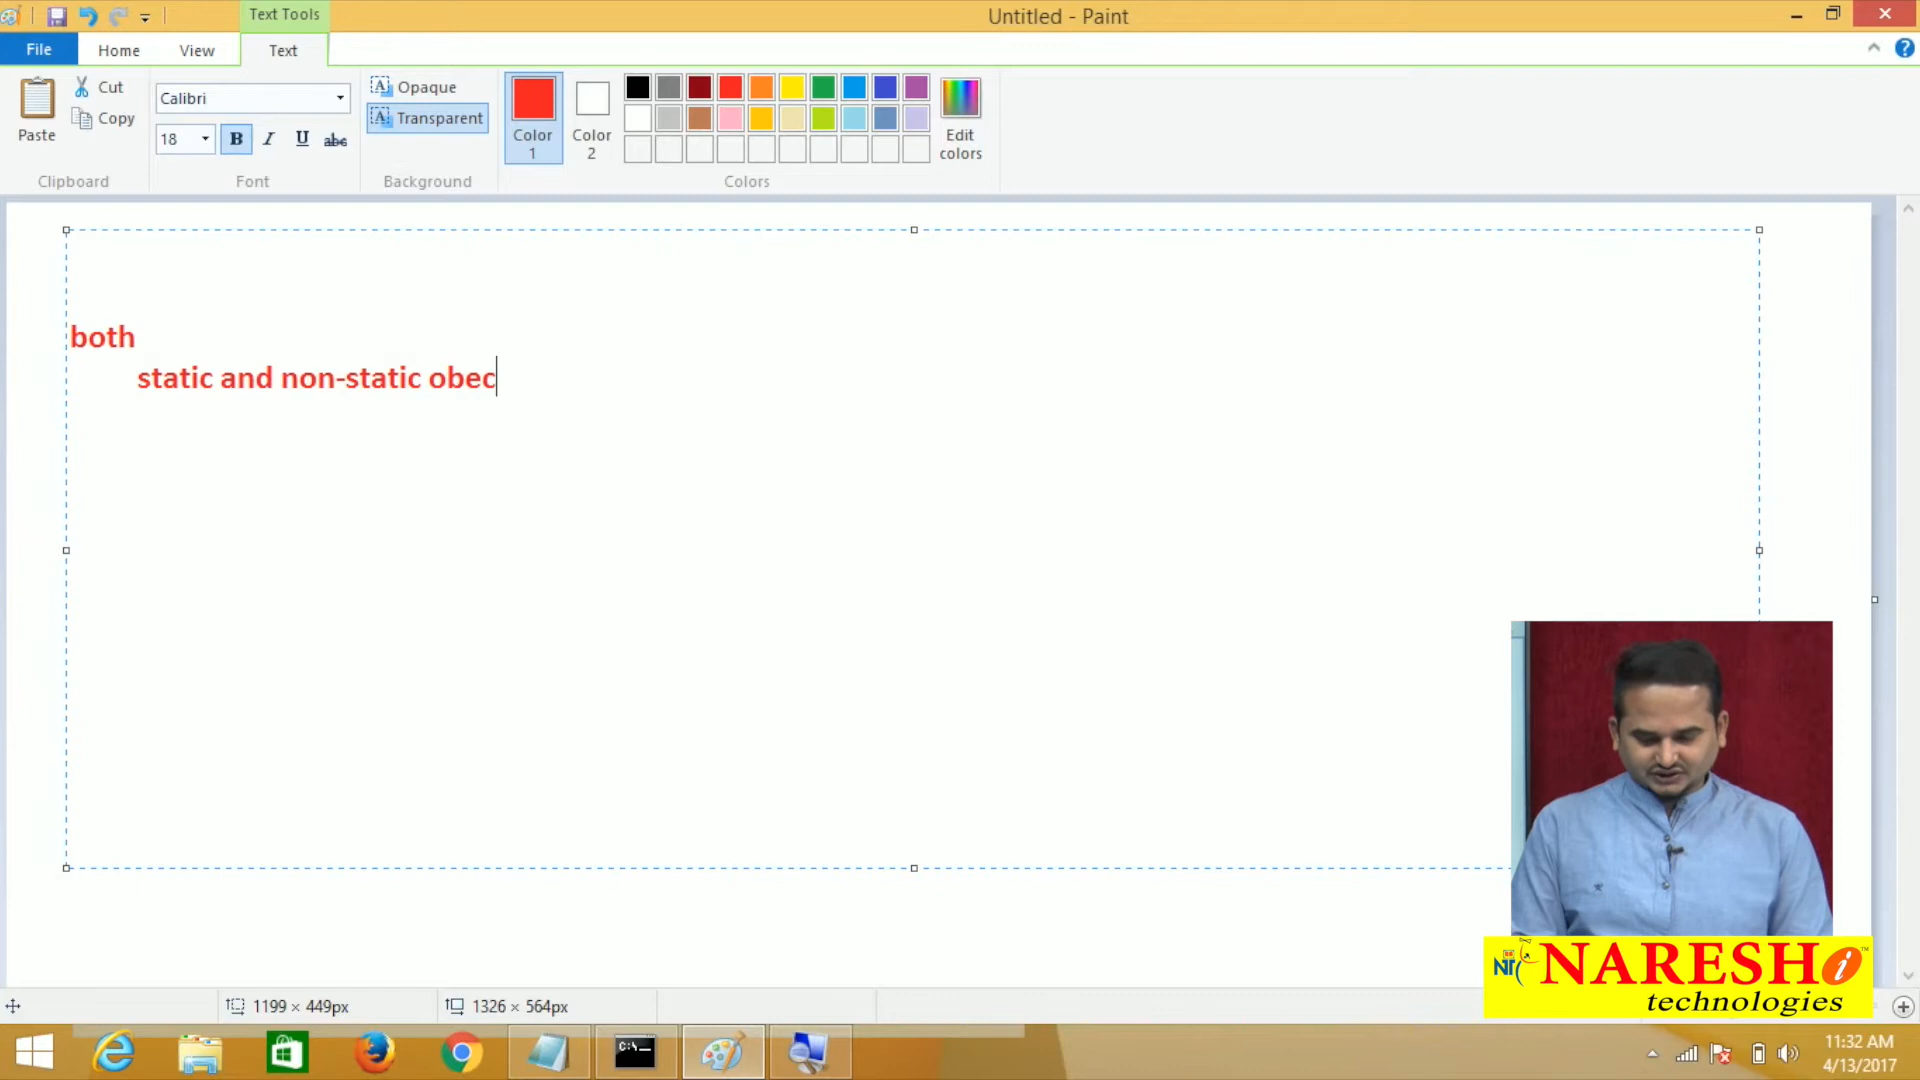 Text Tools
Untitled - Paint
File
Home
View
Text
Paste
Cut
Copy
Clipboard
Calibri
18
B
I
U
abc
Font
Opaque
Transparent
Background
Color 1
Color 2
Edit colors
Colors
both
static and non-static obec
NARESH i
technologies
1199 × 449px
1326 × 564px
C:\_
11:32 AM
4/13/2017